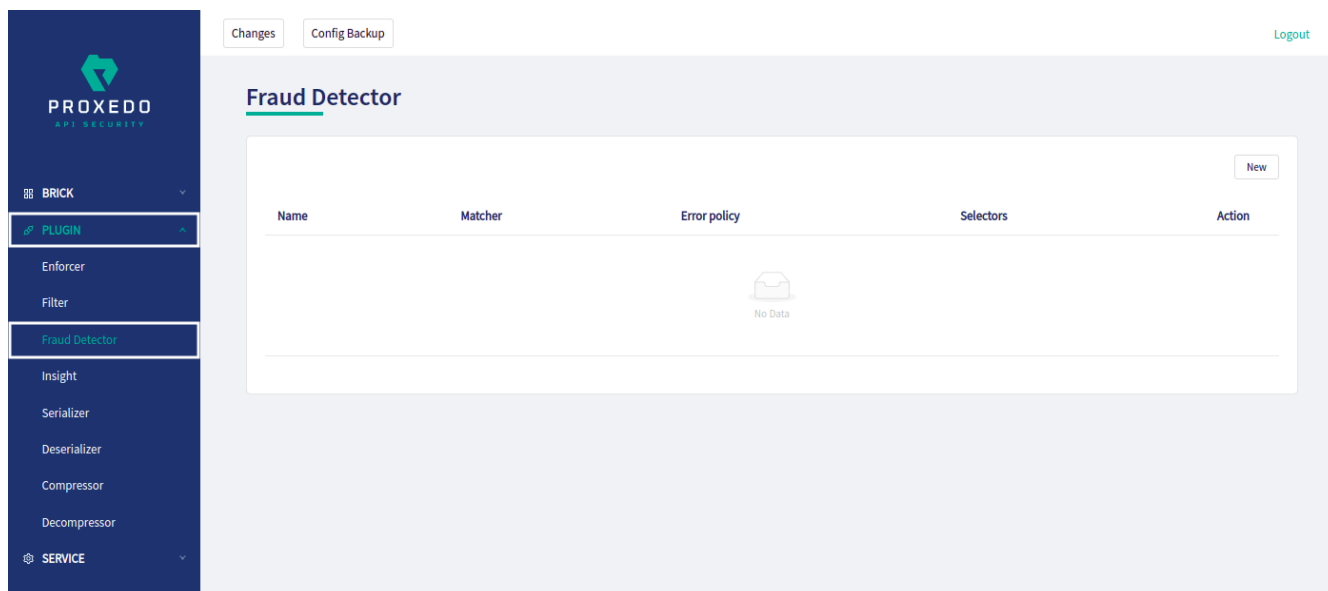 PROXEDO
API SECURITY
BRICK
PLUGIN
Enforcer
Filter
Fraud Detector
Insight
Serializer
Deserializer
Compressor
Decompressor
SERVICE
Changes Config Backup Logout
Fraud Detector
New
Name Matcher Error policy Selectors Action
No Data